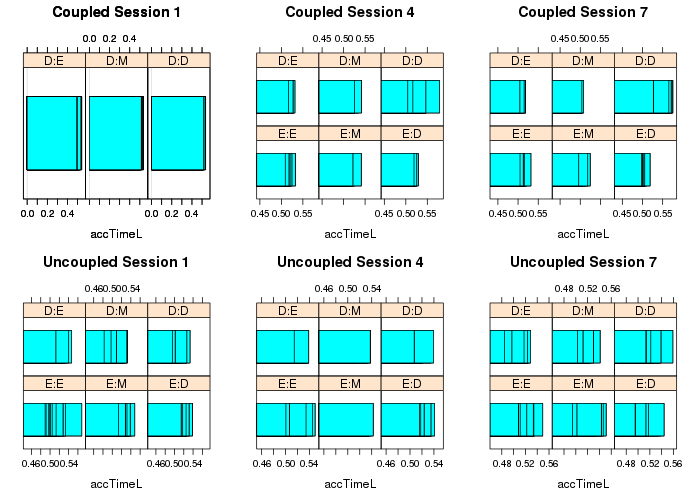 Coupled Session 1
0.0 0.2 0.4
D:E D:M D:D
0.0 0.2 0.4 0.0 0.2 0.4
accTimeL
Coupled Session 4
0.45 0.50 0.55
D:E D:M D:D
E:E E:M E:D
0.45 0.50 0.55 0.45 0.50 0.55
accTimeL
Coupled Session 7
0.45 0.50 0.55
D:E D:M D:D
E:E E:M E:D
0.45 0.50 0.55 0.45 0.50 0.55
accTimeL
Uncoupled Session 1
0.46 0.50 0.54
D:E D:M D:D
E:E E:M E:D
0.46 0.50 0.54 0.46 0.50 0.54
accTimeL
Uncoupled Session 4
0.46 0.50 0.54
D:E D:M D:D
E:E E:M E:D
0.46 0.50 0.54 0.46 0.50 0.54
accTimeL
Uncoupled Session 7
0.48 0.52 0.56
D:E D:M D:D
E:E E:M E:D
0.48 0.52 0.56 0.48 0.52 0.56
accTimeL